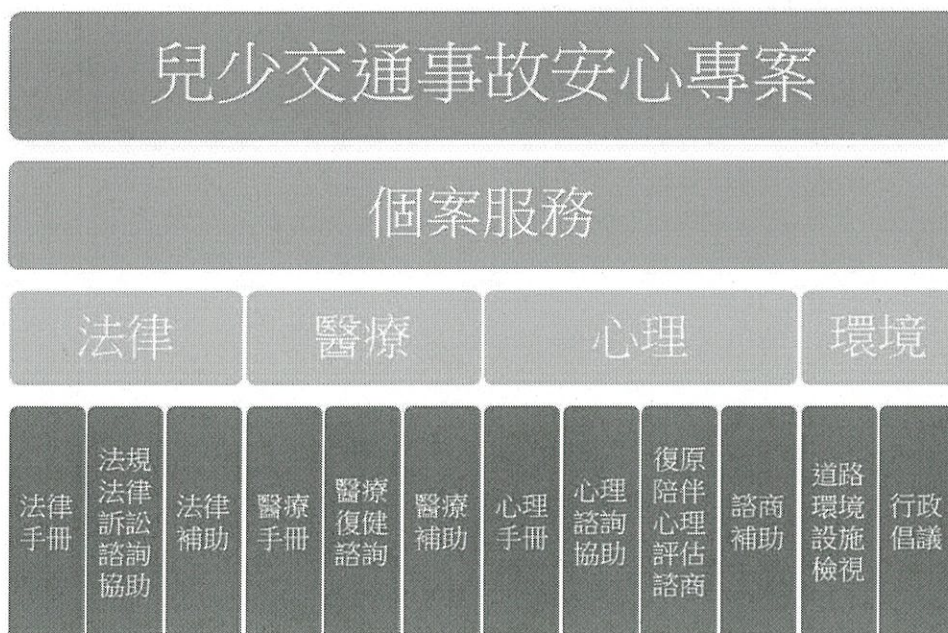 兒少交通事故安心專案
個案服務
法律
醫療
心理
環境
法律
手冊
法規
法律
訴訟
諮詢
協助
法律
補助
醫療
手冊
醫療
復健
諮詢
醫療
補助
心理
手冊
心理
諮詢
協助
復原
陪伴
心理
評估
諮商
諮商
補助
道路
環境
設施
檢視
行政
倡議